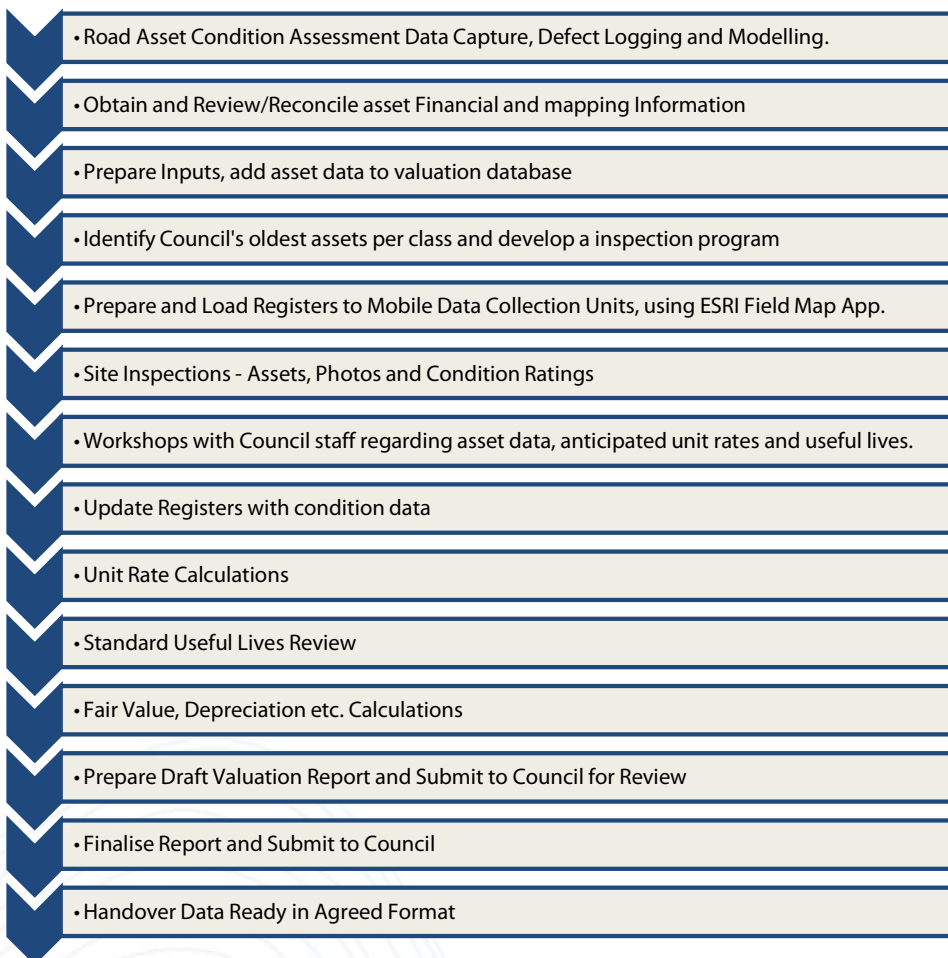 • Road Asset Condition Assessment Data Capture, Defect Logging and Modelling.
• Obtain and Review/Reconcile asset Financial and mapping Information
• Prepare Inputs, add asset data to valuation database
• Identify Council's oldest assets per class and develop a inspection program
• Prepare and Load Registers to Mobile Data Collection Units, using ESRI Field Map App.
• Site Inspections - Assets, Photos and Condition Ratings
• Workshops with Council staff regarding asset data, anticipated unit rates and useful lives.
• Update Registers with condition data
• Unit Rate Calculations
• Standard Useful Lives Review
• Fair Value, Depreciation etc. Calculations
• Prepare Draft Valuation Report and Submit to Council for Review
• Finalise Report and Submit to Council
• Handover Data Ready in Agreed Format